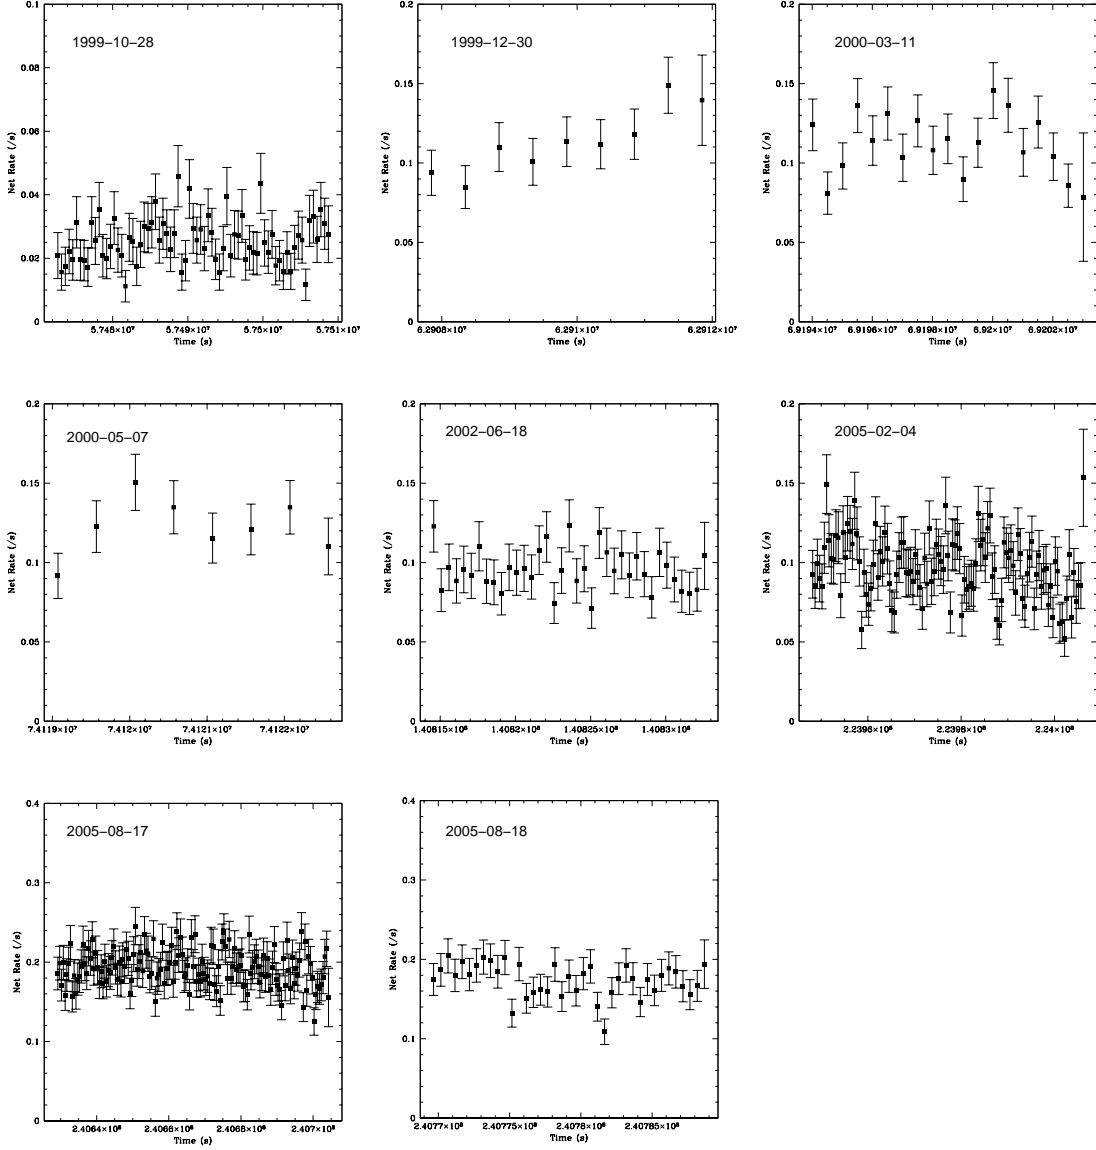 1999-10-28
Net Rate (/s)
0.1
0.08
0.06
0.04
0.02
0
5.748×10⁷ 5.749×10⁷ 5.75×10⁷ 5.751×10⁷
Time (s)
1999-12-30
Net Rate (/s)
0.2
0.15
0.1
0.05
0
6.2908×10⁷ 6.291×10⁷ 6.2912×10⁷
Time (s)
2000-03-11
Net Rate (/s)
0.2
0.15
0.1
0.05
0
6.9194×10⁷ 6.9196×10⁷ 6.9198×10⁷ 6.92×10⁷ 6.9202×10⁷
Time (s)
2000-05-07
Net Rate (/s)
0.2
0.15
0.1
0.05
0
7.4119×10⁷ 7.412×10⁷ 7.4121×10⁷ 7.4122×10⁷
Time (s)
2002-06-18
Net Rate (/s)
0.2
0.15
0.1
0.05
0
1.40815×10⁸ 1.4082×10⁸ 1.40825×10⁸ 1.4083×10⁸
Time (s)
2005-02-04
Net Rate (/s)
0.2
0.15
0.1
0.05
0
2.2396×10⁸ 2.2398×10⁸ 2.24×10⁸
Time (s)
2005-08-17
Net Rate (/s)
0.4
0.3
0.2
0.1
0
2.4064×10⁸ 2.4066×10⁸ 2.4068×10⁸ 2.407×10⁸
Time (s)
2005-08-18
Net Rate (/s)
0.4
0.3
0.2
0.1
0
2.4077×10⁸ 2.40775×10⁸ 2.4078×10⁸ 2.40785×10⁸
Time (s)